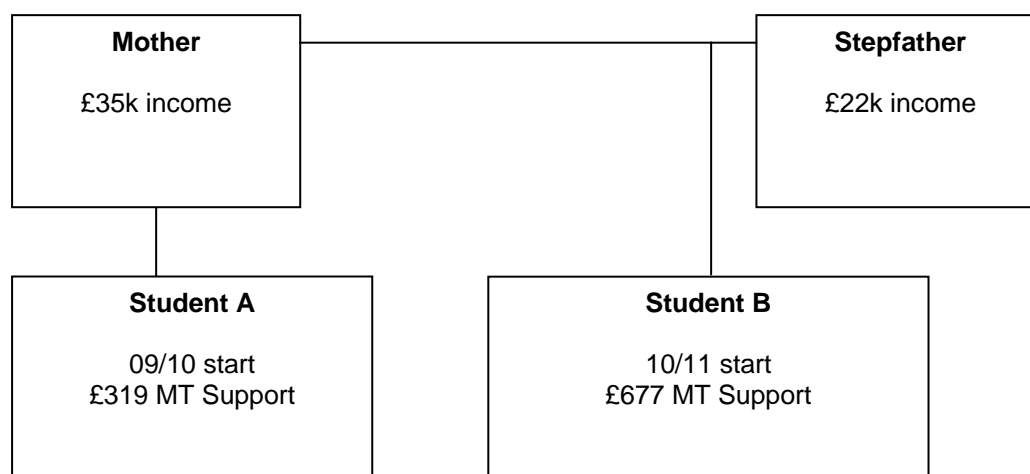 Mother
£35k income
Stepfather
£22k income
Student A
09/10 start
£319 MT Support
Student B
10/11 start
£677 MT Support